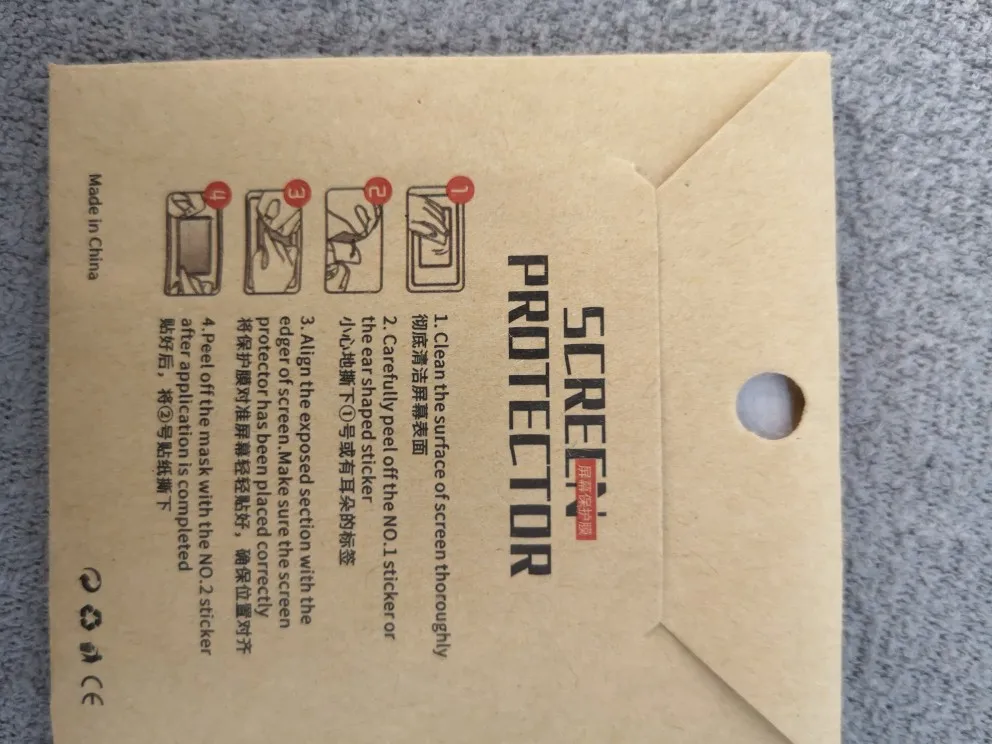 SCREEN
屏幕保护膜
PROTECTOR
1
1. Clean the surface of screen thoroughly
彻底清洁屏幕表面
2
2. Carefully peel off the NO.1 sticker or
the ear shaped sticker
小心地撕下①号或有耳朵的标签
3
3. Align the exposed section with the
edger of screen.Make sure the screen
protector has been placed correctly
将保护膜对准屏幕轻轻贴好，确保位置对齐
4
4.Peel off the mask with the NO.2 sticker
after application is completed
贴好后，将②号贴纸撕下
Made in China
CE